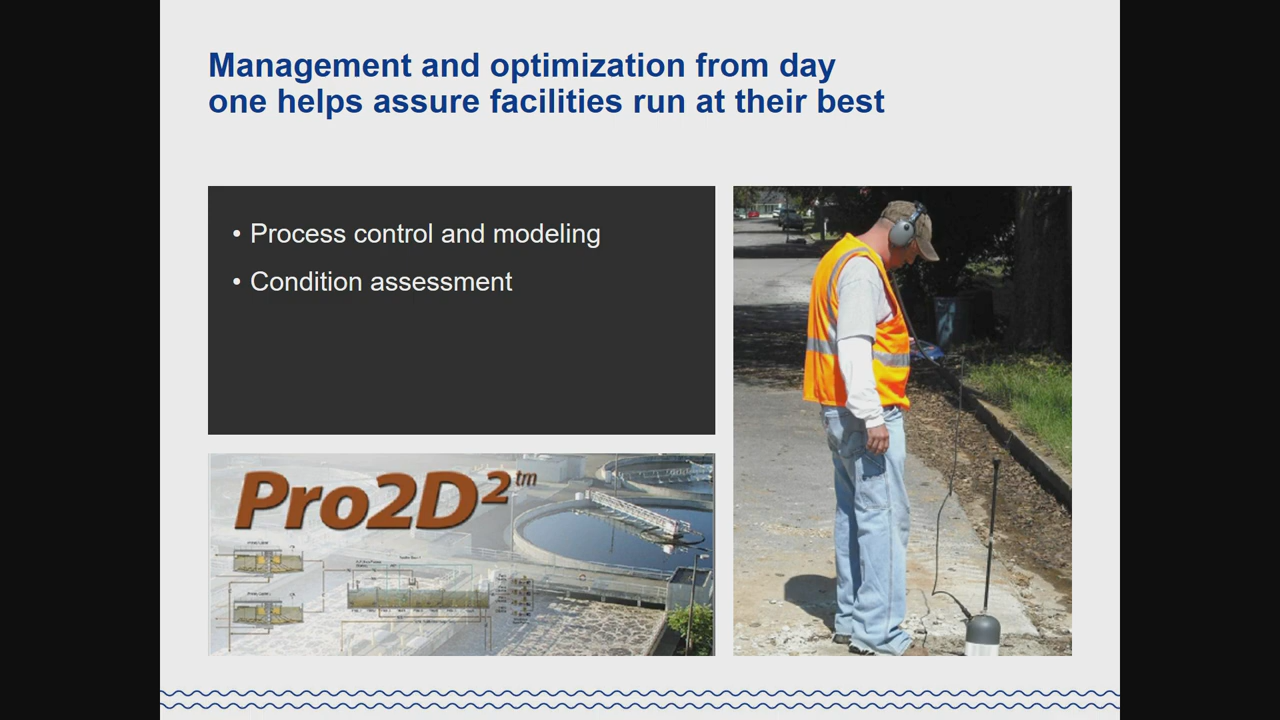 Management and optimization from day
one helps assure facilities run at their best
• Process control and modeling
• Condition assessment
Pro2D²™